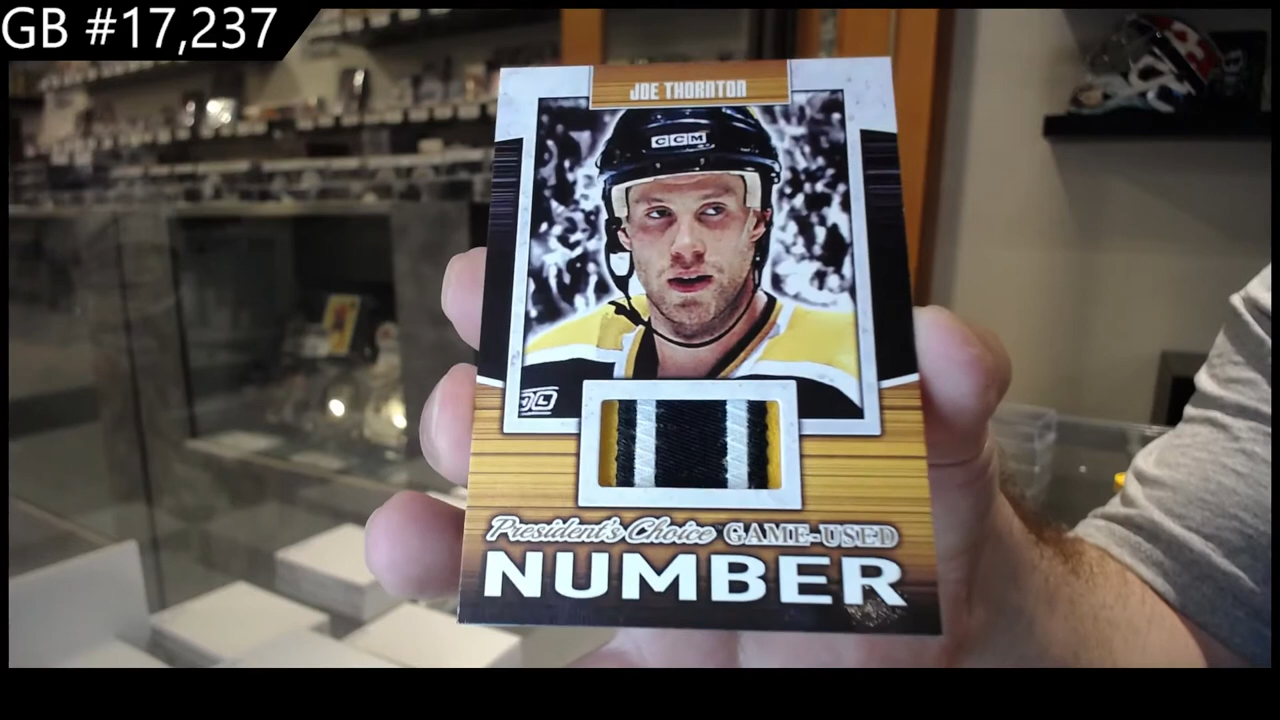 GB #17,237
JOE THORNTON
CCM
President's Choice GAME-USED
NUMBER